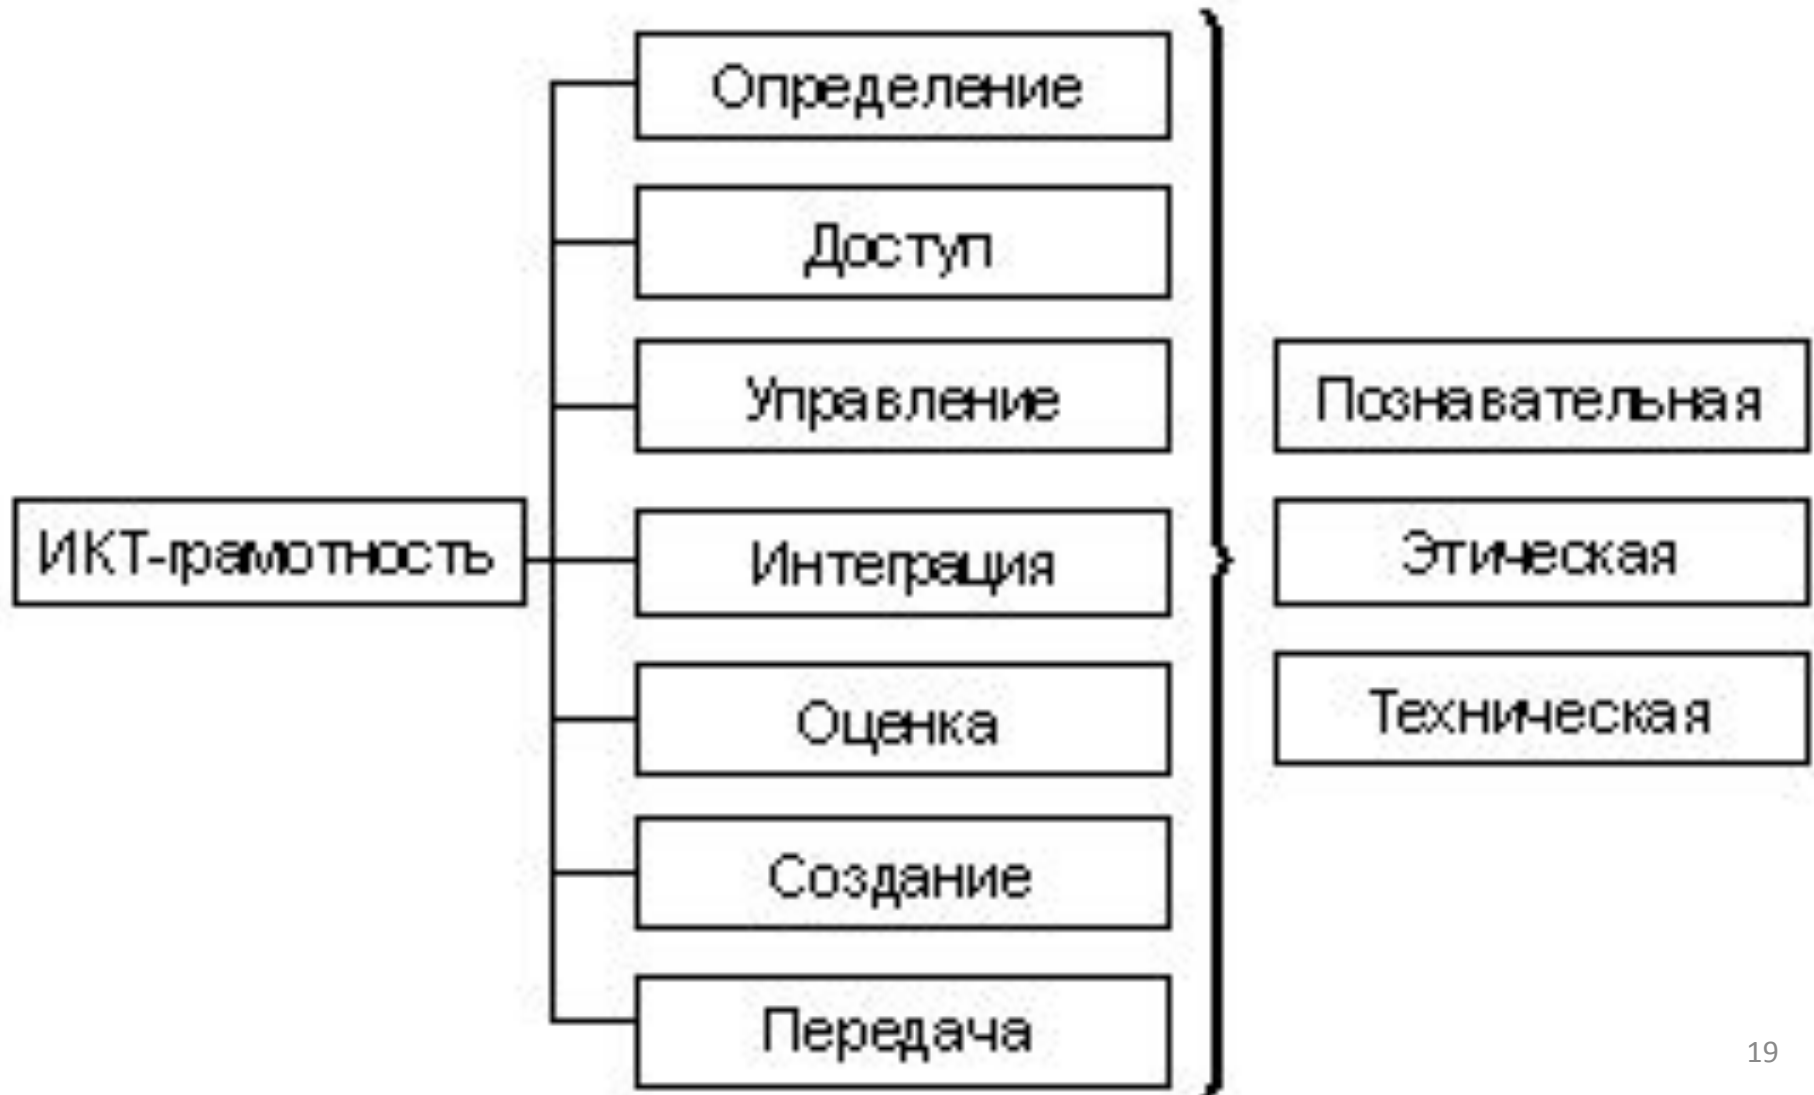 ИКТ-грамотность
Определение
Доступ
Управление
Интеграция
Оценка
Создание
Передача
Познавательная
Этическая
Техническая
19